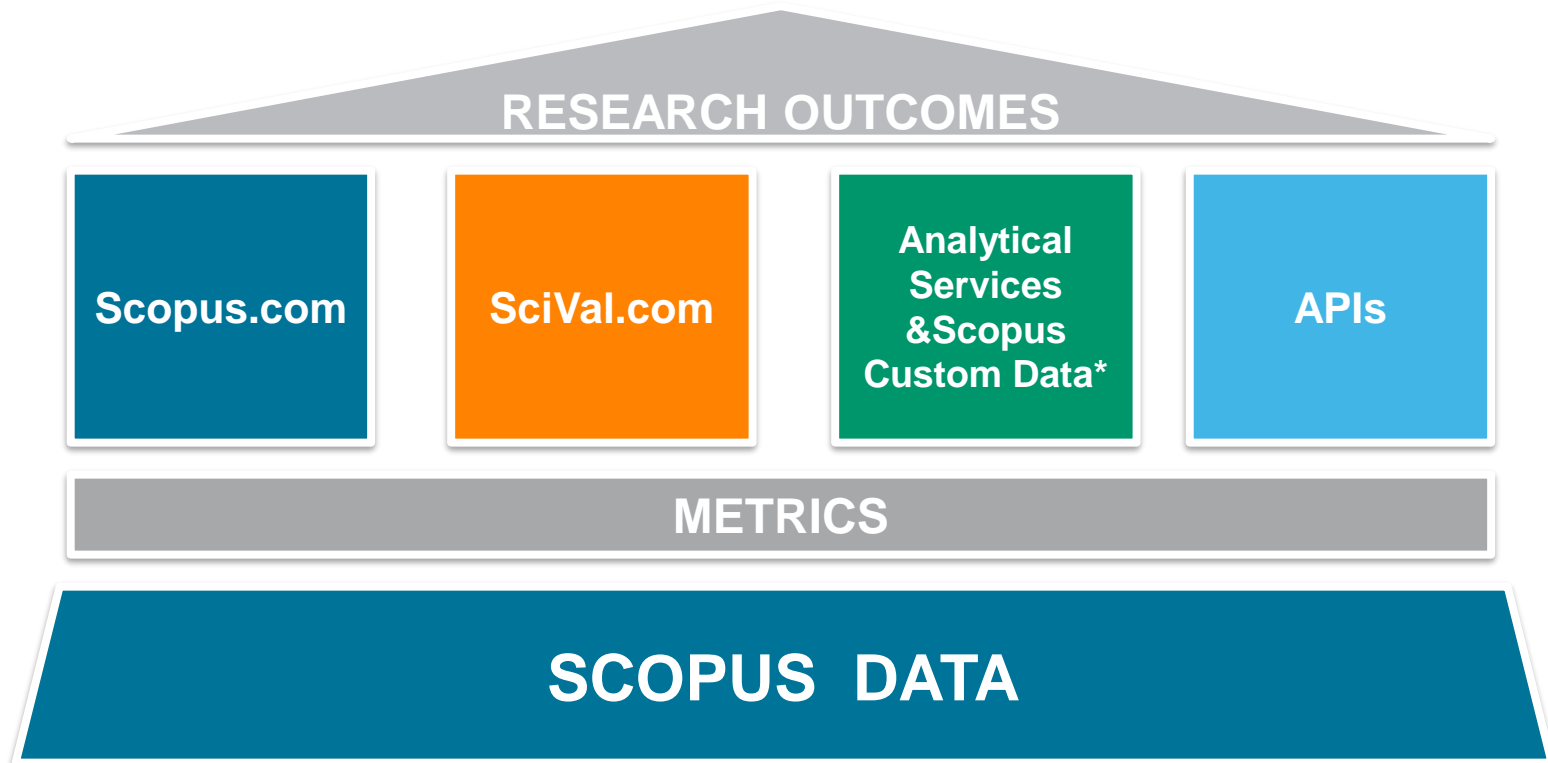 RESEARCH OUTCOMES
Scopus.com
SciVal.com
Analytical
Services
&Scopus
Custom Data*
APIs
METRICS
SCOPUS  DATA